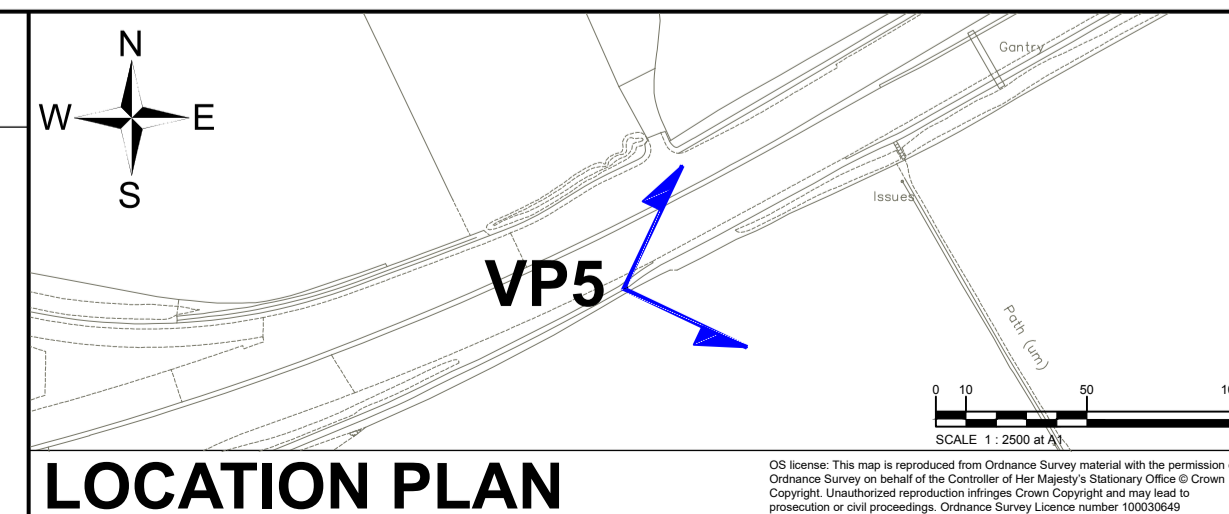 N
W E
S
Gantry
Issues
VP5
Path (um)
0 10 50
SCALE 1 : 2500 at A1
LOCATION PLAN
OS license: This map is reproduced from Ordnance Survey material with the permission
Ordnance Survey on behalf of the Controller of Her Majesty's Stationary Office © Crown
Copyright. Unauthorized reproduction infringes Crown Copyright and may lead to
prosecution or civil proceedings. Ordnance Survey Licence number 100030649